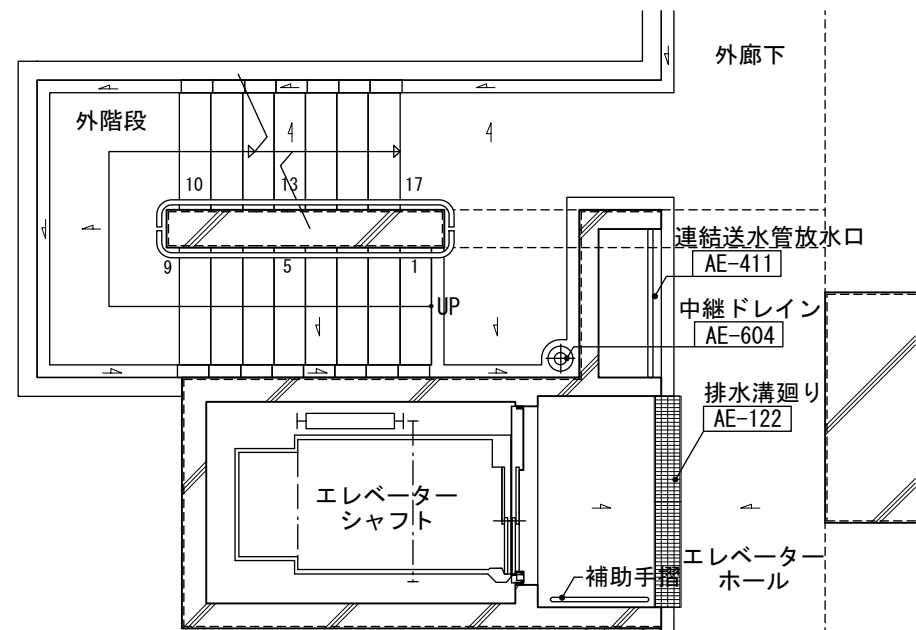 外廊下
外階段
10
13
17
9
5
1
UP
連結送水管放水口
AE-411
中継ドレイン
AE-604
排水溝廻り
AE-122
エレベーター
シャフト
エレベーター
ホール
補助手摺